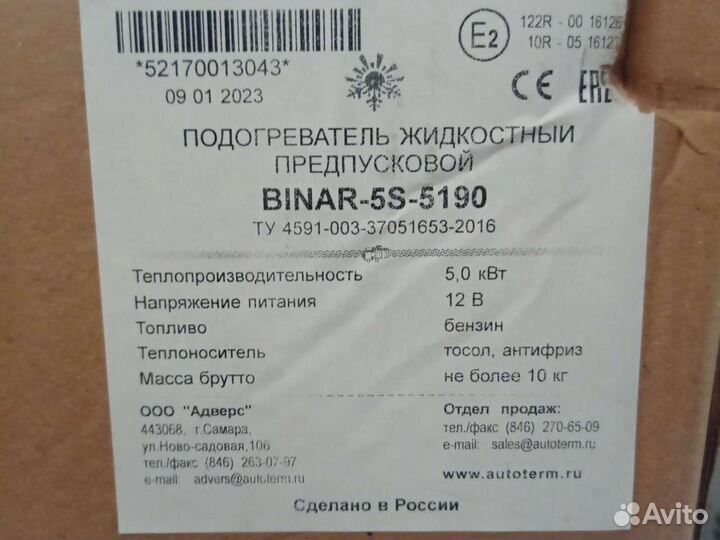 122R - 00 16126
10R - 05 1612
*52170013043*
09 01 2023
E2
CE EAC
ПОДОГРЕВАТЕЛЬ ЖИДКОСТНЫЙ
ПРЕДПУСКОВОЙ
BINAR-5S-5190
ТУ 4591-003-37051653-2016
Теплопроизводительность 5,0 кВт
Напряжение питания 12 В
Топливо бензин
Теплоноситель тосол, антифриз
Масса брутто не более 10 кг
ООО "Адверс"
443068, г.Самара,
ул.Ново-садовая,106
тел./факс (846) 263-07-97
e-mail: advers@autoterm.ru
Отдел продаж:
тел./факс (846) 270-65-09
e-mail: sales@autoterm.ru
www.autoterm.ru
Сделано в России
Avito